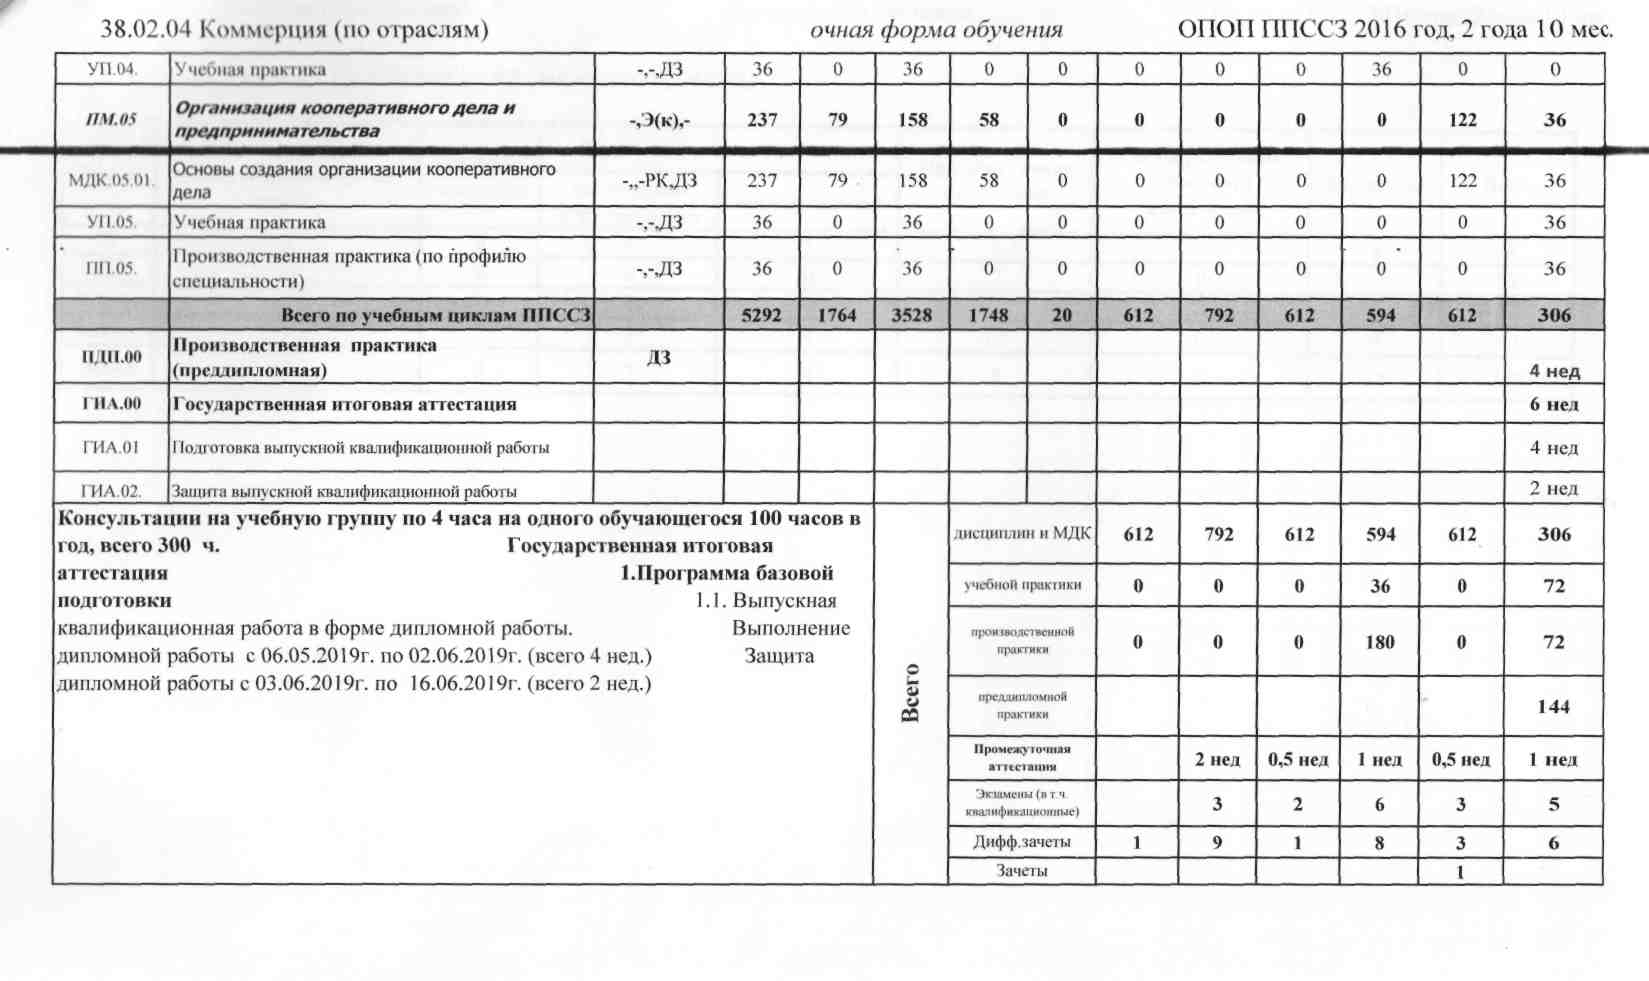 38.02.04 Коммерция (по отраслям) очная форма обучения ОПОП ППССЗ 2016 год, 2 года 10 мес.
УП.04. Учебная практика -,-,ДЗ 36 0 36 0 0 0 0 0 36 0 0
ПМ.05 Организация кооперативного дела и предпринимательства -,Э(к),- 237 79 158 58 0 0 0 0 0 122 36
МДК.05.01. Основы создания организации кооперативного дела -,,-РК,ДЗ 237 79 158 58 0 0 0 0 0 122 36
УП.05. Учебная практика -,-,ДЗ 36 0 36 0 0 0 0 0 0 0 36
ПП.05. Производственная практика (по профилю специальности) -,-,ДЗ 36 0 36 0 0 0 0 0 0 0 36
Всего по учебным циклам ППССЗ 5292 1764 3528 1748 20 612 792 612 594 612 306
ПДП.00 Производственная практика (преддипломная) ДЗ 4 нед
ГИА.00 Государственная итоговая аттестация 6 нед
ГИА.01 Подготовка выпускной квалификационной работы 4 нед
ГИА.02. Защита выпускной квалификационной работы 2 нед
Консультации на учебную группу по 4 часа на одного обучающегося 100 часов в
год, всего 300 ч. Государственная итоговая
аттестация 1.Программа базовой
подготовки 1.1. Выпускная
квалификационная работа в форме дипломной работы. Выполнение
дипломной работы с 06.05.2019г. по 02.06.2019г. (всего 4 нед.) Защита
дипломной работы с 03.06.2019г. по 16.06.2019г. (всего 2 нед.)
Всего
дисциплин и МДК 612 792 612 594 612 306
учебной практики 0 0 0 36 0 72
производственной практики 0 0 0 180 0 72
преддипломной практики 144
Промежуточная аттестация 2 нед 0,5 нед 1 нед 0,5 нед 1 нед
Экзамены (в т.ч. квалификационные) 3 2 6 3 5
Дифф.зачеты 1 9 1 8 3 6
Зачеты 1